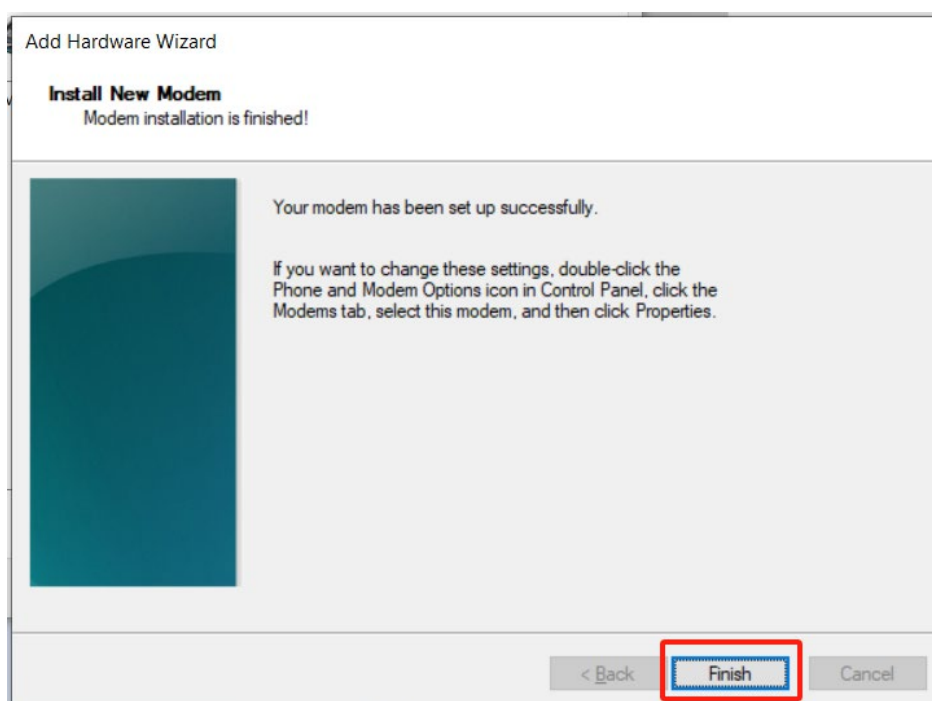 Add Hardware Wizard
Install New Modem
Modem installation is finished!
Your modem has been set up successfully.
If you want to change these settings, double-click the
Phone and Modem Options icon in Control Panel, click the
Modems tab, select this modem, and then click Properties.
< Back
Finish
Cancel